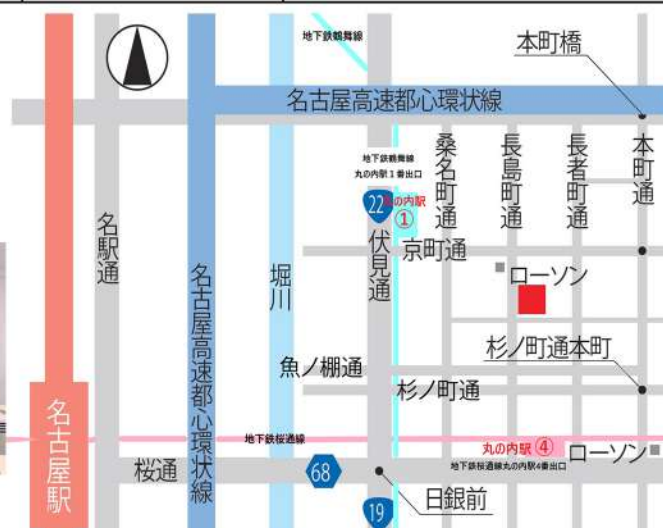 地下鉄鶴舞線
本町橋
名古屋高速都心環状線
地下鉄鶴舞線
丸の内駅1番出口
22
丸の内駅
①
桑名町通
長島町通
長者町通
本町通
名駅通
名古屋高速都心環状線
堀川
伏見通
京町通
ローソン
杉ノ町通本町
魚ノ棚通
杉ノ町通
名古屋駅
地下鉄桜通線
丸の内駅④
ローソン
地下鉄桜通線丸の内駅4番出口
桜通
68
日銀前
19